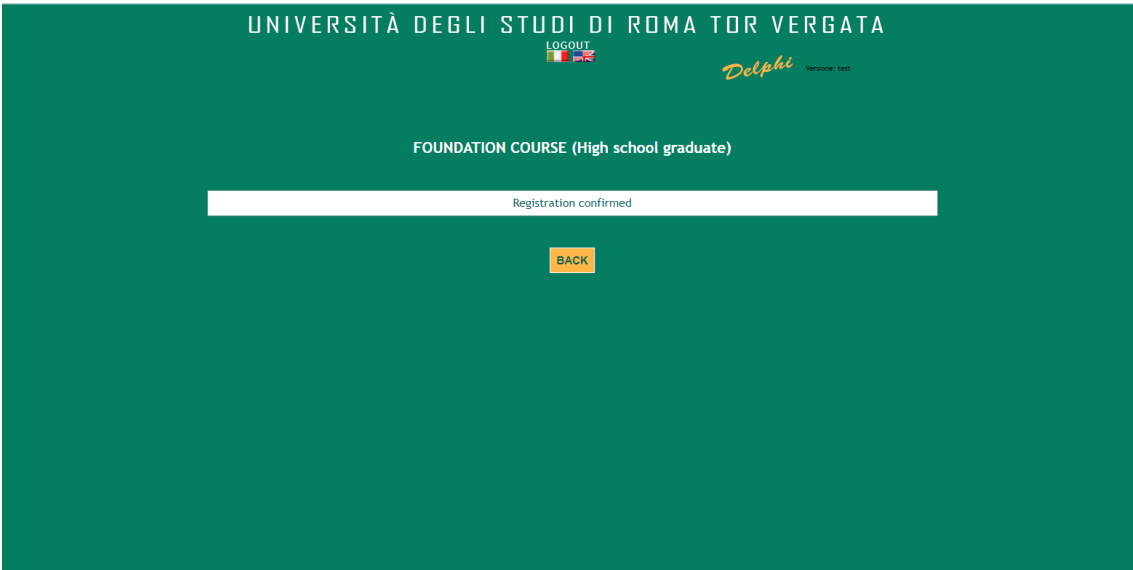 UNIVERSITÀ DEGLI STUDI DI ROMA TOR VERGATA
LOGOUT
Delphi Versione: test
FOUNDATION COURSE (High school graduate)
Registration confirmed
BACK